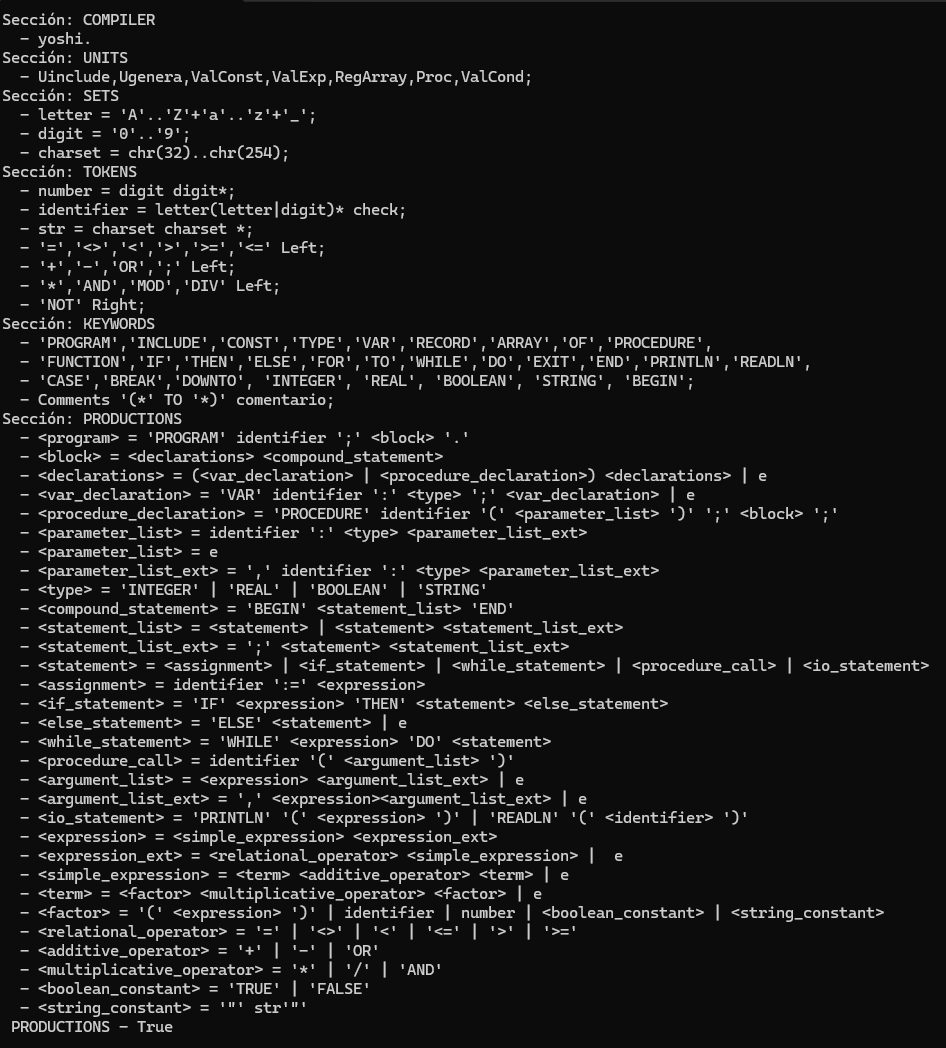 Sección: COMPILER
  - yoshi.
Sección: UNITS
  - Uinclude,Ugenera,ValConst,ValExp,RegArray,Proc,ValCond;
Sección: SETS
  - letter = 'A'..'Z'+'a'..'z'+'_';
  - digit = '0'..'9';
  - charset = chr(32)..chr(254);
Sección: TOKENS
  - number = digit digit*;
  - identifier = letter(letter|digit)* check;
  - str = charset charset *;
  - '=','<>','<','>','>=','<=' Left;
  - '+','-','OR',';' Left;
  - '*','AND','MOD','DIV' Left;
  - 'NOT' Right;
Sección: KEYWORDS
  - 'PROGRAM','INCLUDE','CONST','TYPE','VAR','RECORD','ARRAY','OF','PROCEDURE',
  - 'FUNCTION','IF','THEN','ELSE','FOR','TO','WHILE','DO','EXIT','END','PRINTLN','READLN',
  - 'CASE','BREAK','DOWNTO', 'INTEGER', 'REAL', 'BOOLEAN', 'STRING', 'BEGIN';
  - Comments '(*' TO '*)' comentario;
Sección: PRODUCTIONS
  - <program> = 'PROGRAM' identifier ';' <block> '.'
  - <block> = <declarations> <compound_statement>
  - <declarations> = (<var_declaration> | <procedure_declaration>) <declarations> | e
  - <var_declaration> = 'VAR' identifier ':' <type> ';' <var_declaration> | e
  - <procedure_declaration> = 'PROCEDURE' identifier '(' <parameter_list> ')' ';' <block> ';'
  - <parameter_list> = identifier ':' <type> <parameter_list_ext>
  - <parameter_list> = e
  - <parameter_list_ext> = ',' identifier ':' <type> <parameter_list_ext>
  - <type> = 'INTEGER' | 'REAL' | 'BOOLEAN' | 'STRING'
  - <compound_statement> = 'BEGIN' <statement_list> 'END'
  - <statement_list> = <statement> | <statement> <statement_list_ext>
  - <statement_list_ext> = ';' <statement> <statement_list_ext>
  - <statement> = <assignment> | <if_statement> | <while_statement> | <procedure_call> | <io_statement>
  - <assignment> = identifier ':=' <expression>
  - <if_statement> = 'IF' <expression> 'THEN' <statement> <else_statement>
  - <else_statement> = 'ELSE' <statement> | e
  - <while_statement> = 'WHILE' <expression> 'DO' <statement>
  - <procedure_call> = identifier '(' <argument_list> ')'
  - <argument_list> = <expression> <argument_list_ext> | e
  - <argument_list_ext> = ',' <expression><argument_list_ext> | e
  - <io_statement> = 'PRINTLN' '(' <expression> ')' | 'READLN' '(' <identifier> ')'
  - <expression> = <simple_expression> <expression_ext>
  - <expression_ext> = <relational_operator> <simple_expression> |  e
  - <simple_expression> = <term> <additive_operator> <term> | e
  - <term> = <factor> <multiplicative_operator> <factor> | e
  - <factor> = '(' <expression> ')' | identifier | number | <boolean_constant> | <string_constant>
  - <relational_operator> = '=' | '<>' | '<' | '<=' | '>' | '>='
  - <additive_operator> = '+' | '-' | 'OR'
  - <multiplicative_operator> = '*' | '/' | 'AND'
  - <boolean_constant> = 'TRUE' | 'FALSE'
  - <string_constant> = '"' str'"'
 PRODUCTIONS - True